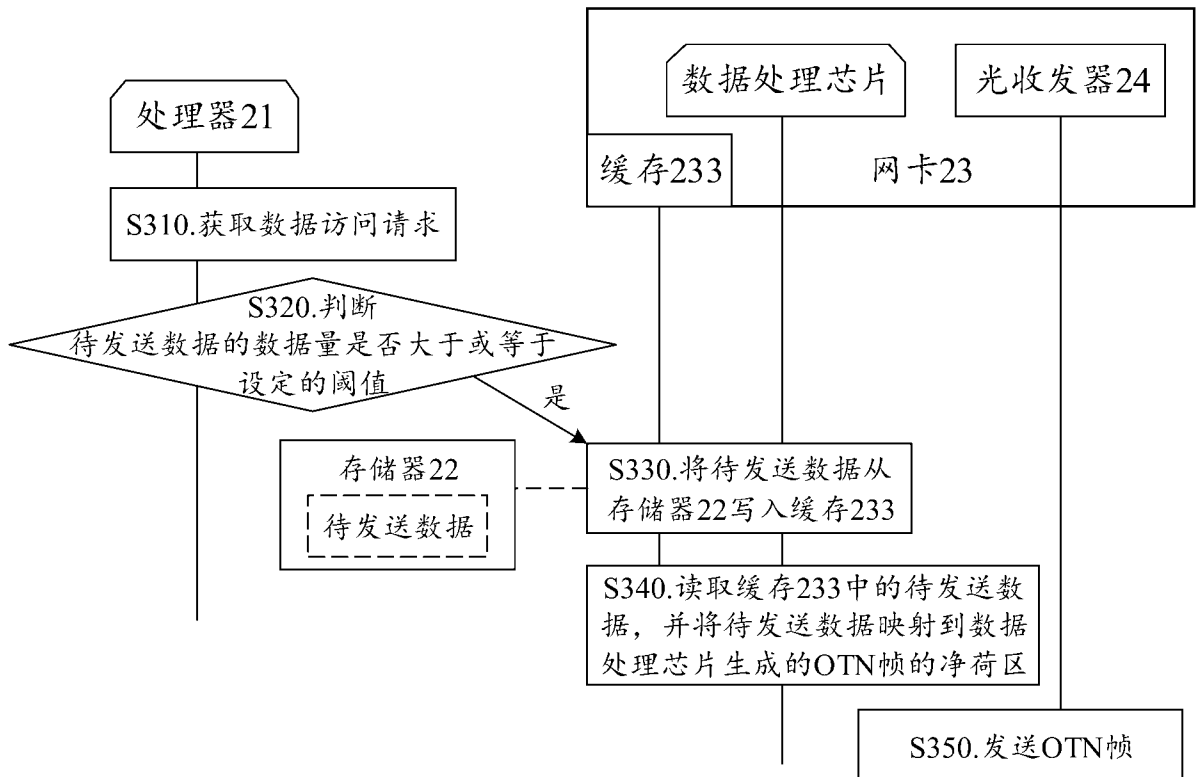 数据处理芯片
光收发器24
处理器21
缓存233
网卡23
S310.获取数据访问请求
S320.判断
待发送数据的数据量是否大于或等于
设定的阈值
是
存储器22
待发送数据
S330.将待发送数据从
存储器22写入缓存233
S340.读取缓存233中的待发送数
据，并将待发送数据映射到数据
处理芯片生成的OTN帧的净荷区
S350.发送OTN帧